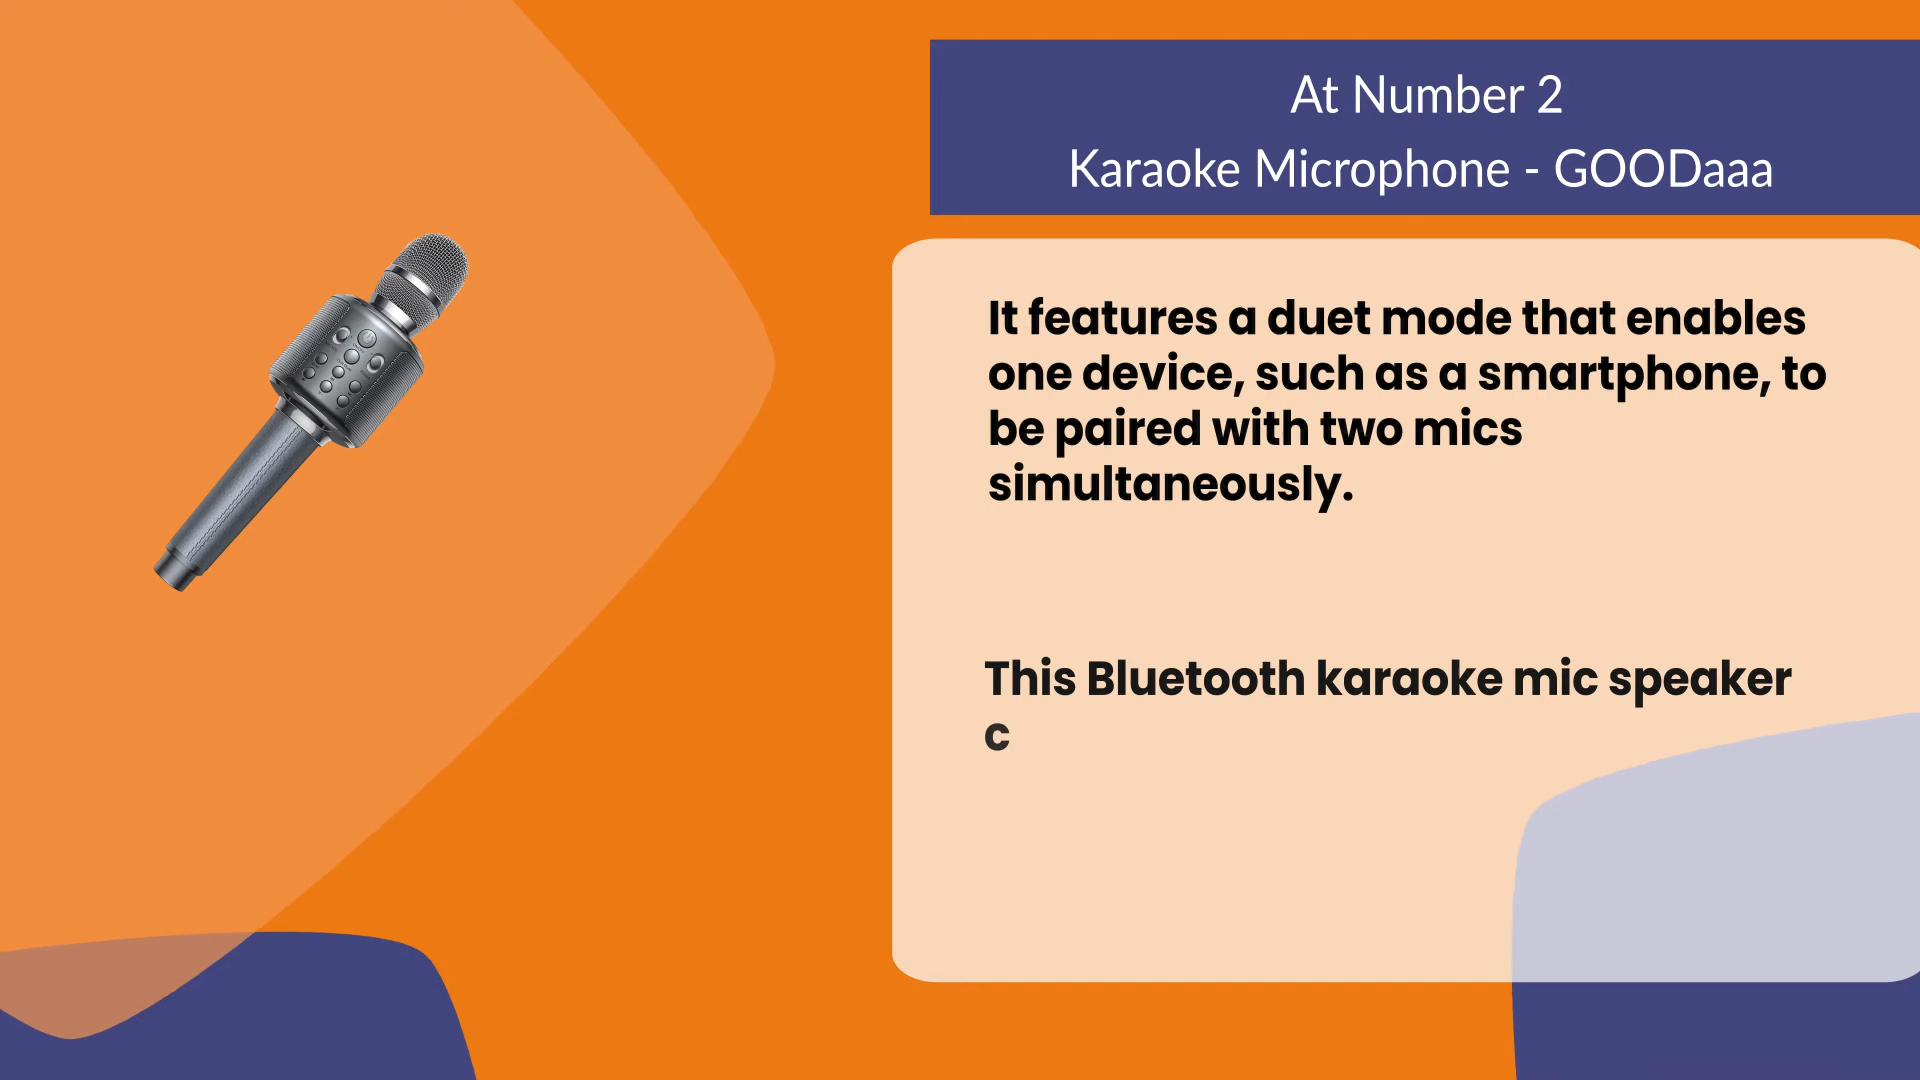 At Number 2
Karaoke Microphone - GOODaaa
It features a duet mode that enables
one device, such as a smartphone, to
be paired with two mics
simultaneously.
This Bluetooth karaoke mic speaker
c